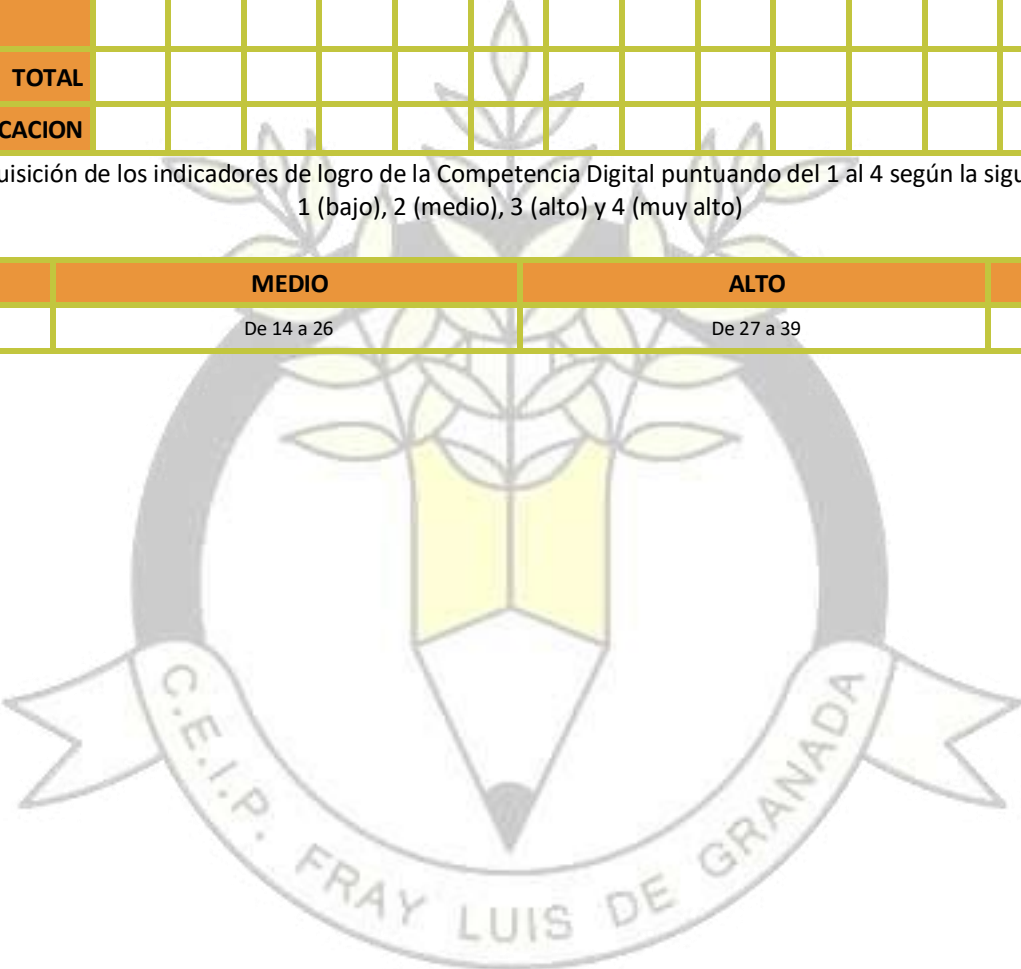 TOTAL
CACION
uisición de los indicadores de logro de la Competencia Digital puntuando del 1 al 4 según la sigu
1 (bajo), 2 (medio), 3 (alto) y 4 (muy alto)
MEDIO ALTO
De 14 a 26 De 27 a 39
C.E.I.P. FRAY LUIS DE GRANADA